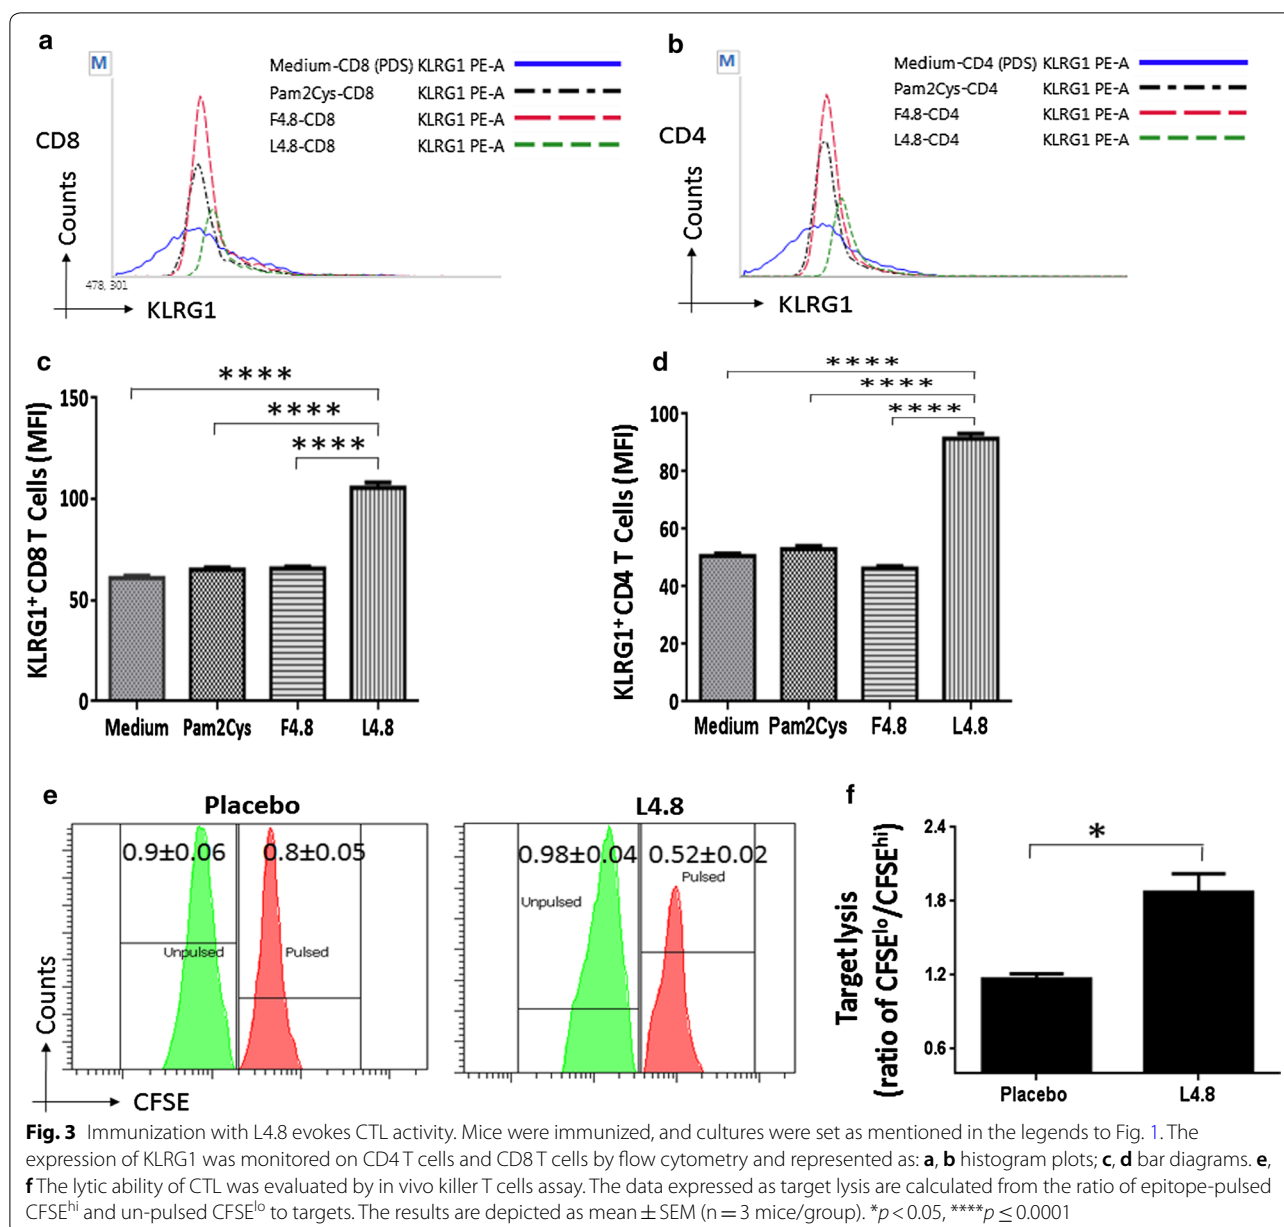 a
M
Medium-CD8 (PDS) KLRG1 PE-A
Pam2Cys-CD8 KLRG1 PE-A
F4.8-CD8 KLRG1 PE-A
L4.8-CD8 KLRG1 PE-A
CD8
Counts
478, 301
KLRG1
b
M
Medium-CD4 (PDS) KLRG1 PE-A
Pam2Cys-CD4 KLRG1 PE-A
F4.8-CD4 KLRG1 PE-A
L4.8-CD4 KLRG1 PE-A
CD4
Counts
KLRG1
c
KLRG1+ CD8 T Cells (MFI)
150
100
50
0
****
****
****
Medium Pam2Cys F4.8 L4.8
d
KLRG1+ CD4 T Cells (MFI)
100
80
60
40
20
0
****
****
****
Medium Pam2Cys F4.8 L4.8
e
Placebo
0.9±0.06 0.8±0.05
Unpulsed Pulsed
Counts
CFSE
L4.8
0.98±0.04 0.52±0.02
Pulsed
Unpulsed
f
Target lysis
(ratio of CFSElo/CFSEhi)
2.4
1.8
1.2
0.6
*
Placebo L4.8
Fig. 3 Immunization with L4.8 evokes CTL activity. Mice were immunized, and cultures were set as mentioned in the legends to Fig. 1. The
expression of KLRG1 was monitored on CD4 T cells and CD8 T cells by flow cytometry and represented as: a, b histogram plots; c, d bar diagrams. e,
f The lytic ability of CTL was evaluated by in vivo killer T cells assay. The data expressed as target lysis are calculated from the ratio of epitope-pulsed
CFSEhi and un-pulsed CFSElo to targets. The results are depicted as mean ± SEM (n = 3 mice/group). *p < 0.05, ****p ≤ 0.0001